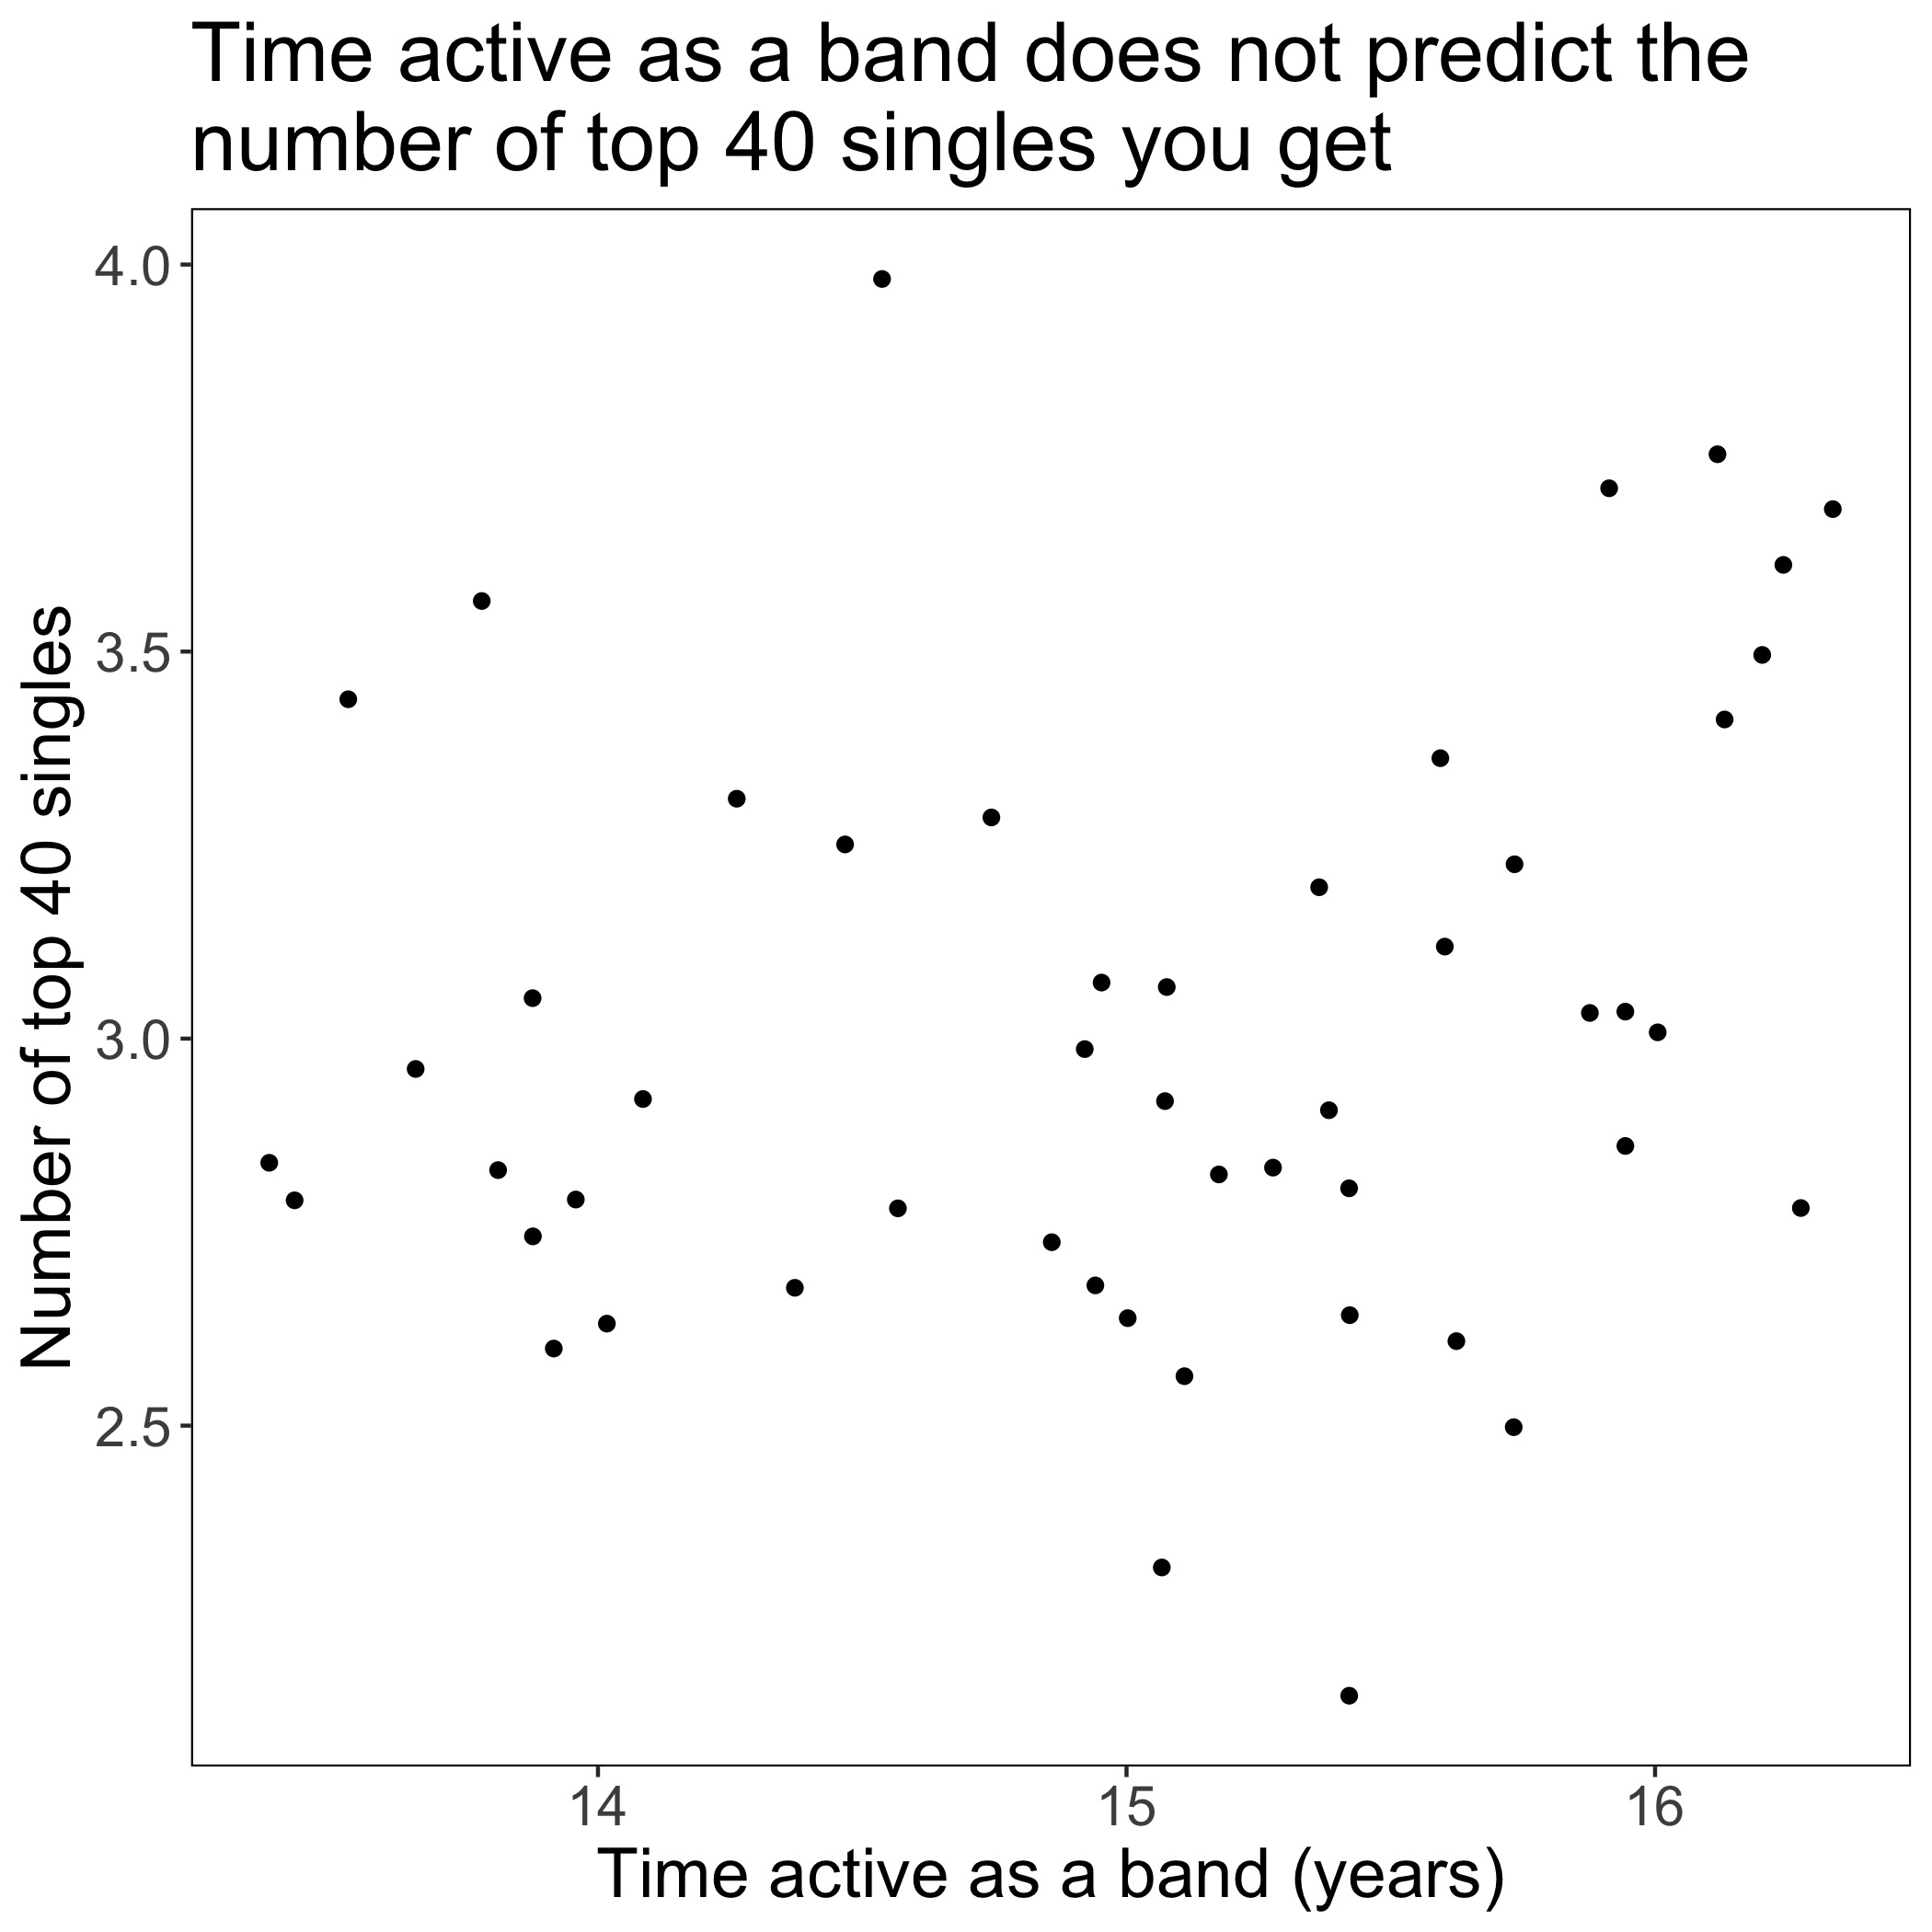 Time active as a band does not predict the
number of top 40 singles you get
4.0
3.5
3.0
2.5
Number of top 40 singles
14
15
16
Time active as a band (years)